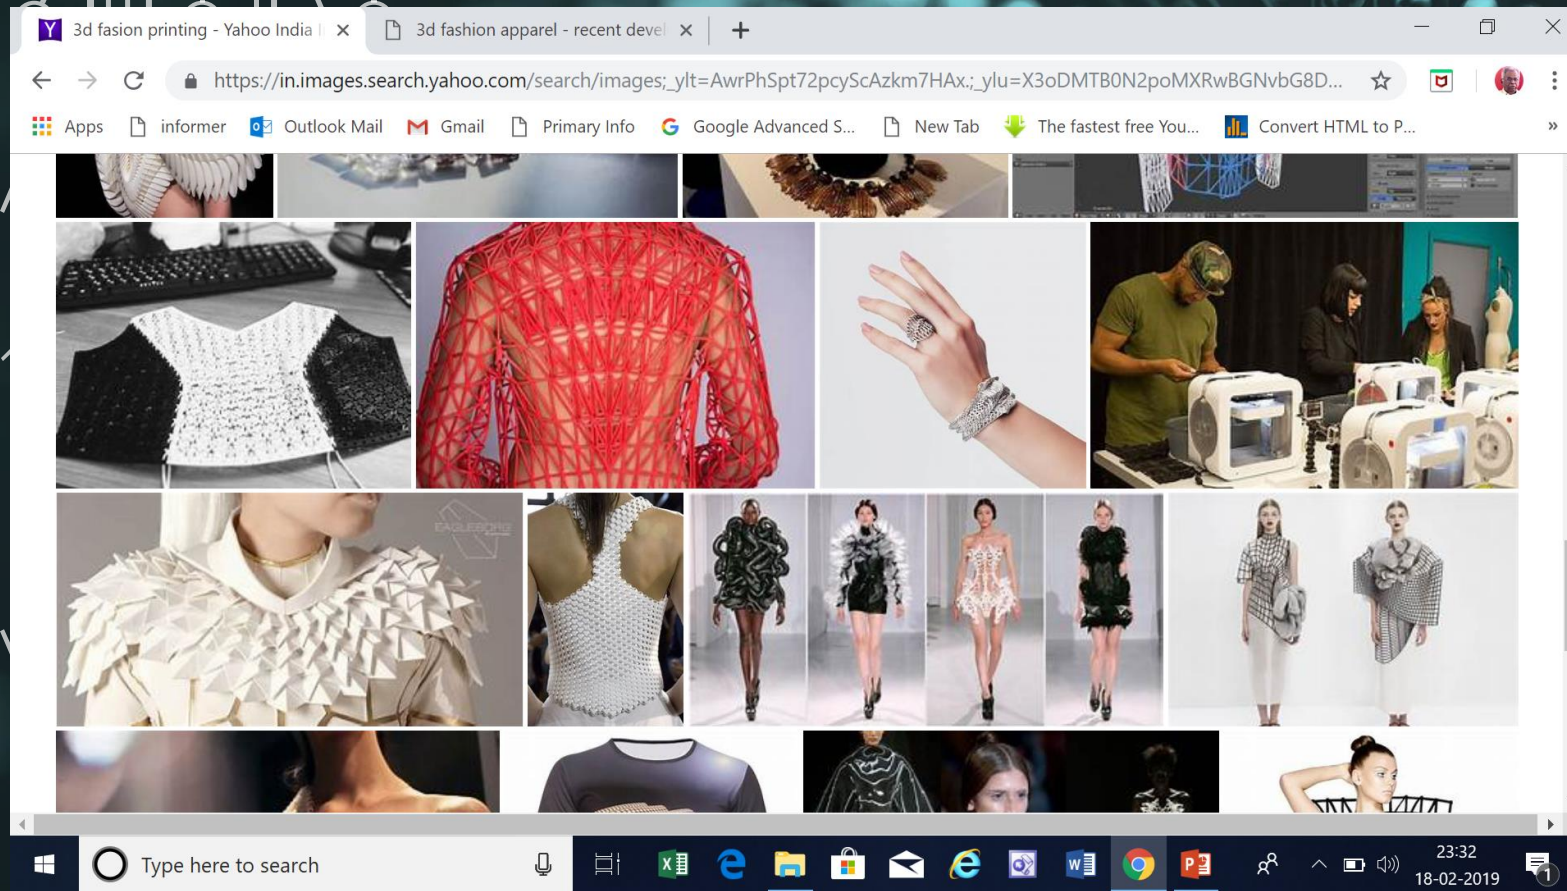 3d fasion printing - Yahoo India I
3d fashion apparel - recent devel
https://in.images.search.yahoo.com/search/images;_ylt=AwrPhSpt72pcyScAzkm7HAx.;_ylu=X3oDMTB0N2poMXRwBGNvbG8D...
Apps informer Outlook Mail Gmail Primary Info Google Advanced S... New Tab The fastest free You... Convert HTML to P... »
EAGLEBORG
Type here to search
23:32
18-02-2019
1